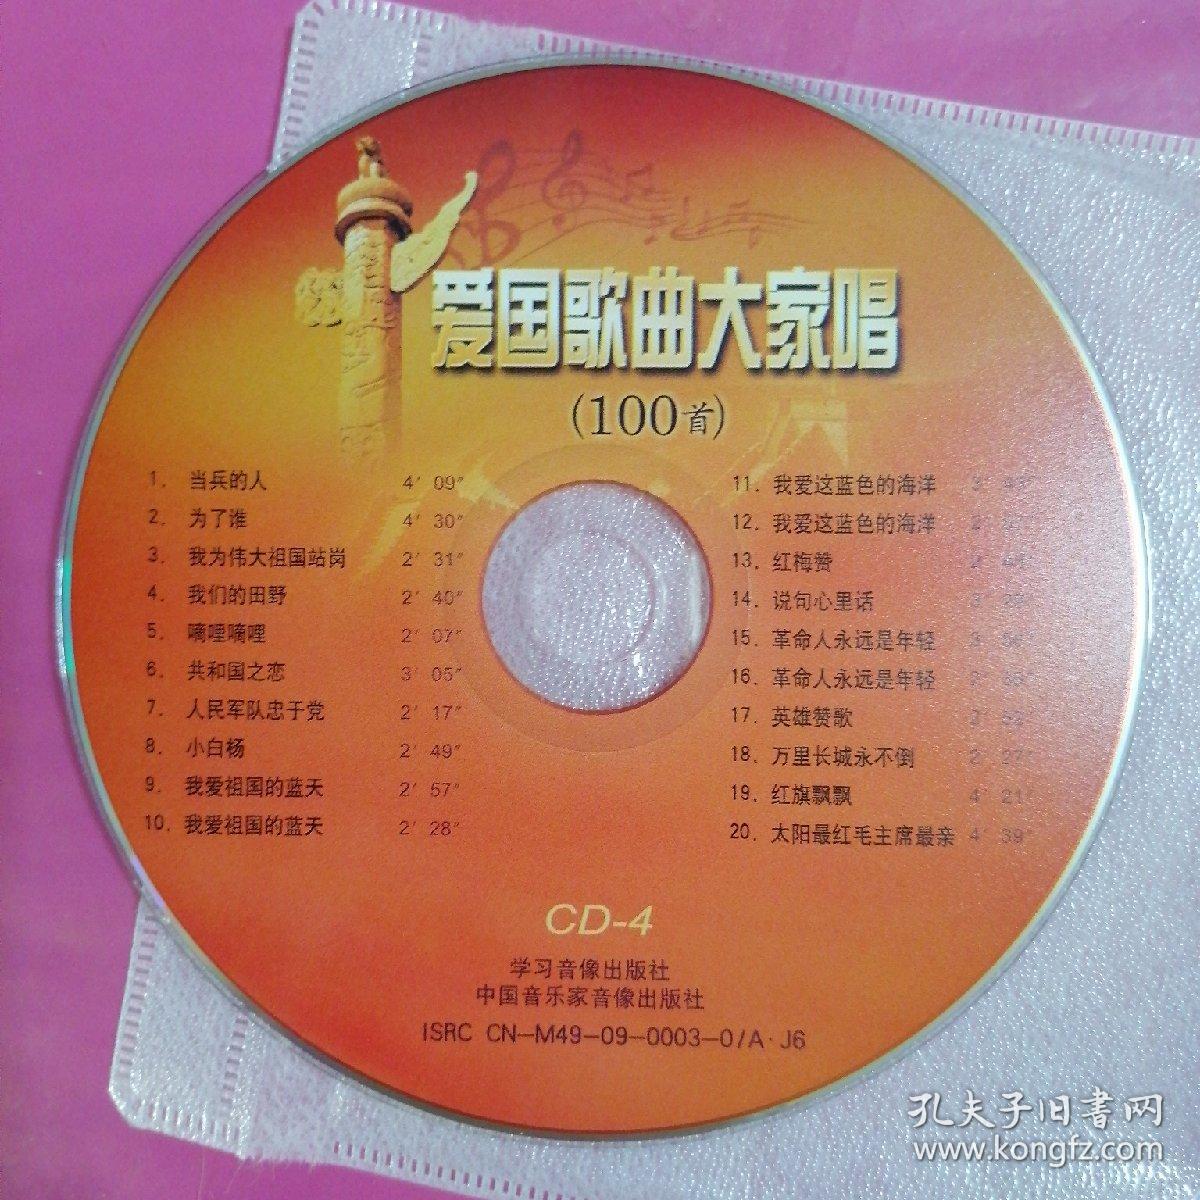 爱国歌曲大家唱
(100首)
1. 当兵的人 4′ 09″
2. 为了谁 4′ 30″
3. 我为伟大祖国站岗 2′ 31″
4. 我们的田野 2′ 40″
5. 嘀哩嘀哩 2′ 07″
6. 共和国之恋 3′ 05″
7. 人民军队忠于党 2′ 17″
8. 小白杨 2′ 49″
9. 我爱祖国的蓝天 2′ 57″
10. 我爱祖国的蓝天 2′ 28″
11. 我爱这蓝色的海洋
12. 我爱这蓝色的海洋
13. 红梅赞
14. 说句心里话
15. 革命人永远是年轻
16. 革命人永远是年轻
17. 英雄赞歌
18. 万里长城永不倒 2′ 27″
19. 红旗飘飘 4′ 21″
20. 太阳最红毛主席最亲 4′ 39″
CD-4
学习音像出版社
中国音乐家音像出版社
ISRC CN-M49-09-0003-0/A·J6
孔夫子旧書网
www.kongfz.com